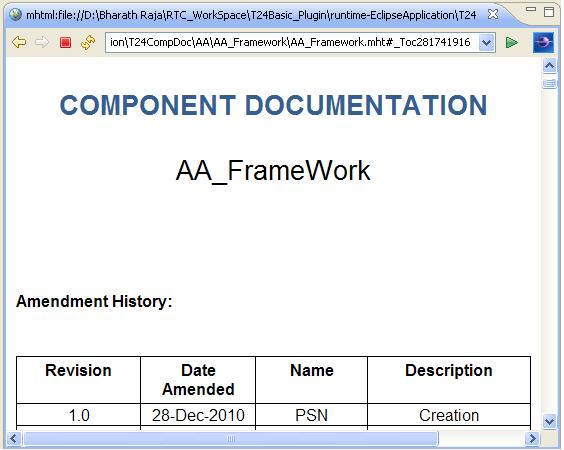 mhtml:file://D:\Bharath Raja\RTC_WorkSpace\T24Basic_Plugin\runtime-EclipseApplication\T24
ion\T24CompDoc\AA\AA_Framework\AA_Framework.mht#_Toc281741916
COMPONENT DOCUMENTATION
AA_FrameWork
Amendment History:
Revision Date Amended Name Description
1.0 28-Dec-2010 PSN Creation